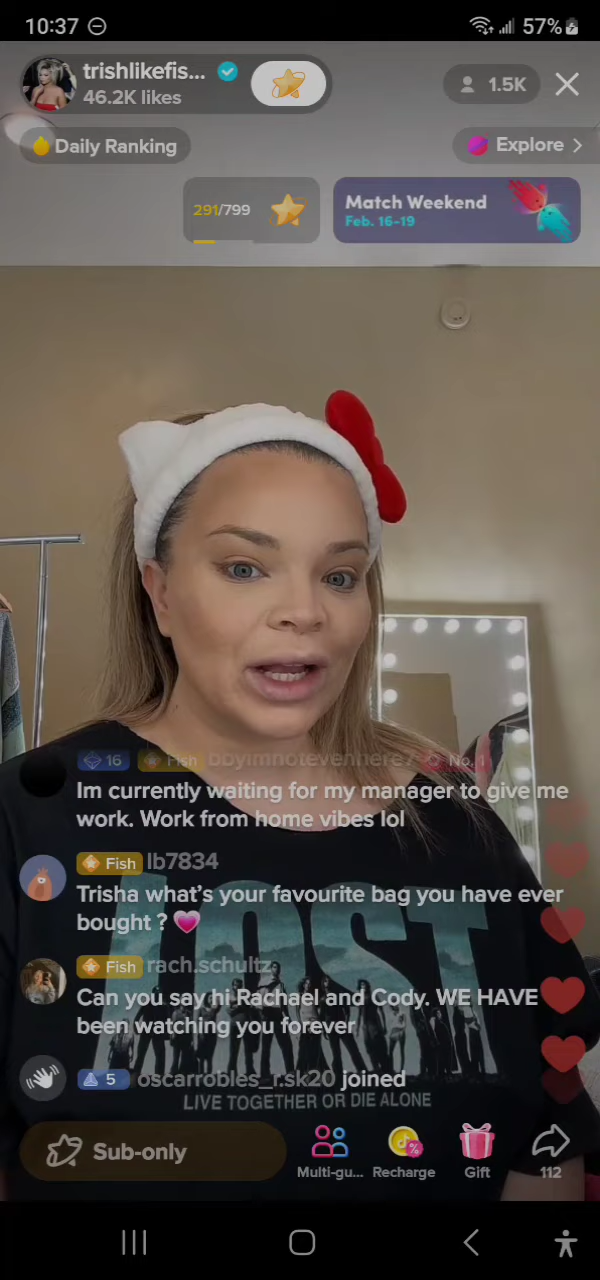 10:37
57%
trishlikefis...
46.2K likes
1.5K
Daily Ranking
Explore >
291/799
Match Weekend
Feb. 16-19
16 Fish bbyimnotevenhere7 No. 1
Im currently waiting for my manager to give me
work. Work from home vibes lol
Fish lb7834
Trisha what's your favourite bag you have ever
bought ?
Fish rach.schultz
Can you say hi Rachael and Cody. WE HAVE
been watching you forever
5 oscarrobles_r.sk20 joined
LOST
LIVE TOGETHER OR DIE ALONE
Sub-only
Multi-gu...
Recharge
Gift
112